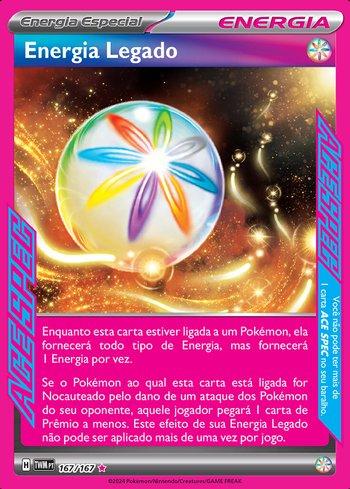 Energia Especial
ENERGIA
Energia Legado
ACE SPEC
ACE SPEC
Você não pode ter mais de
1 carta ACE SPEC no seu baralho.
Enquanto esta carta estiver ligada a um Pokémon, ela
fornecerá todo tipo de Energia, mas fornecerá
1 Energia por vez.
Se o Pokémon ao qual esta carta está ligada for
Nocauteado pelo dano de um ataque dos Pokémon
do seu oponente, aquele jogador pegará 1 carta de
Prêmio a menos. Este efeito de sua Energia Legado
não pode ser aplicado mais de uma vez por jogo.
H TWM PT 167/167
©2024 Pokémon/Nintendo/Creatures/GAME FREAK